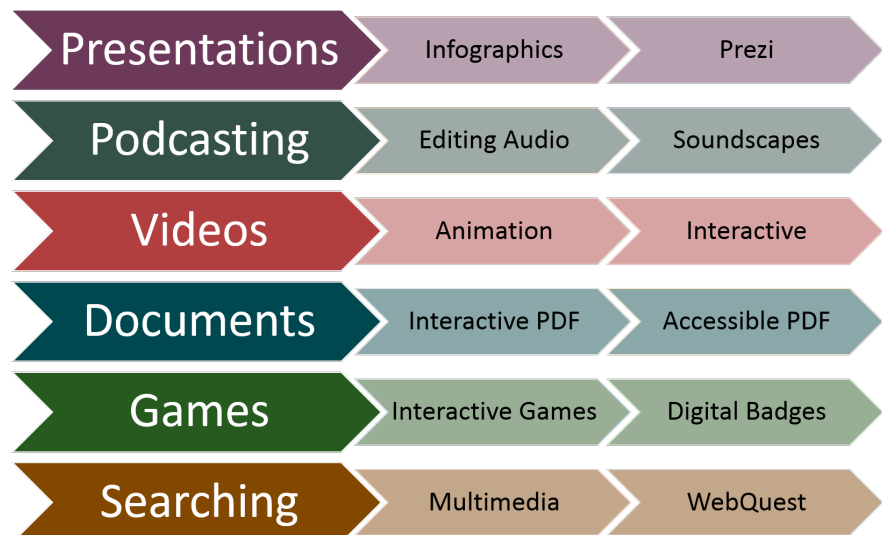 Presentations Infographics Prezi
Podcasting Editing Audio Soundscapes
Videos Animation Interactive
Documents Interactive PDF Accessible PDF
Games Interactive Games Digital Badges
Searching Multimedia WebQuest